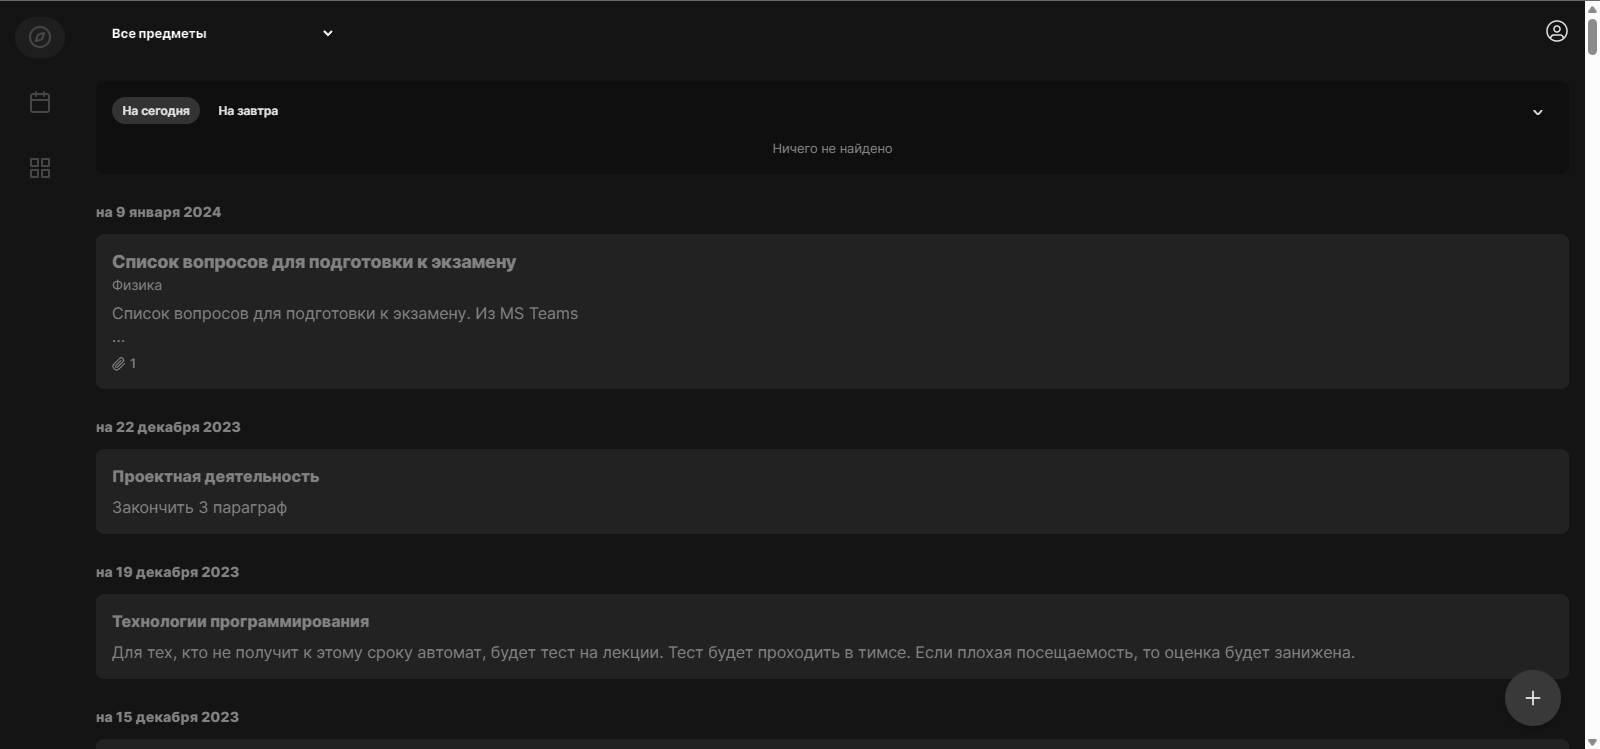 Все предметы
На сегодня На завтра
Ничего не найдено
на 9 января 2024
Список вопросов для подготовки к экзамену
Физика
Список вопросов для подготовки к экзамену. Из MS Teams
...
1
на 22 декабря 2023
Проектная деятельность
Закончить 3 параграф
на 19 декабря 2023
Технологии программирования
Для тех, кто не получит к этому сроку автомат, будет тест на лекции. Тест будет проходить в тимсе. Если плохая посещаемость, то оценка будет занижена.
на 15 декабря 2023